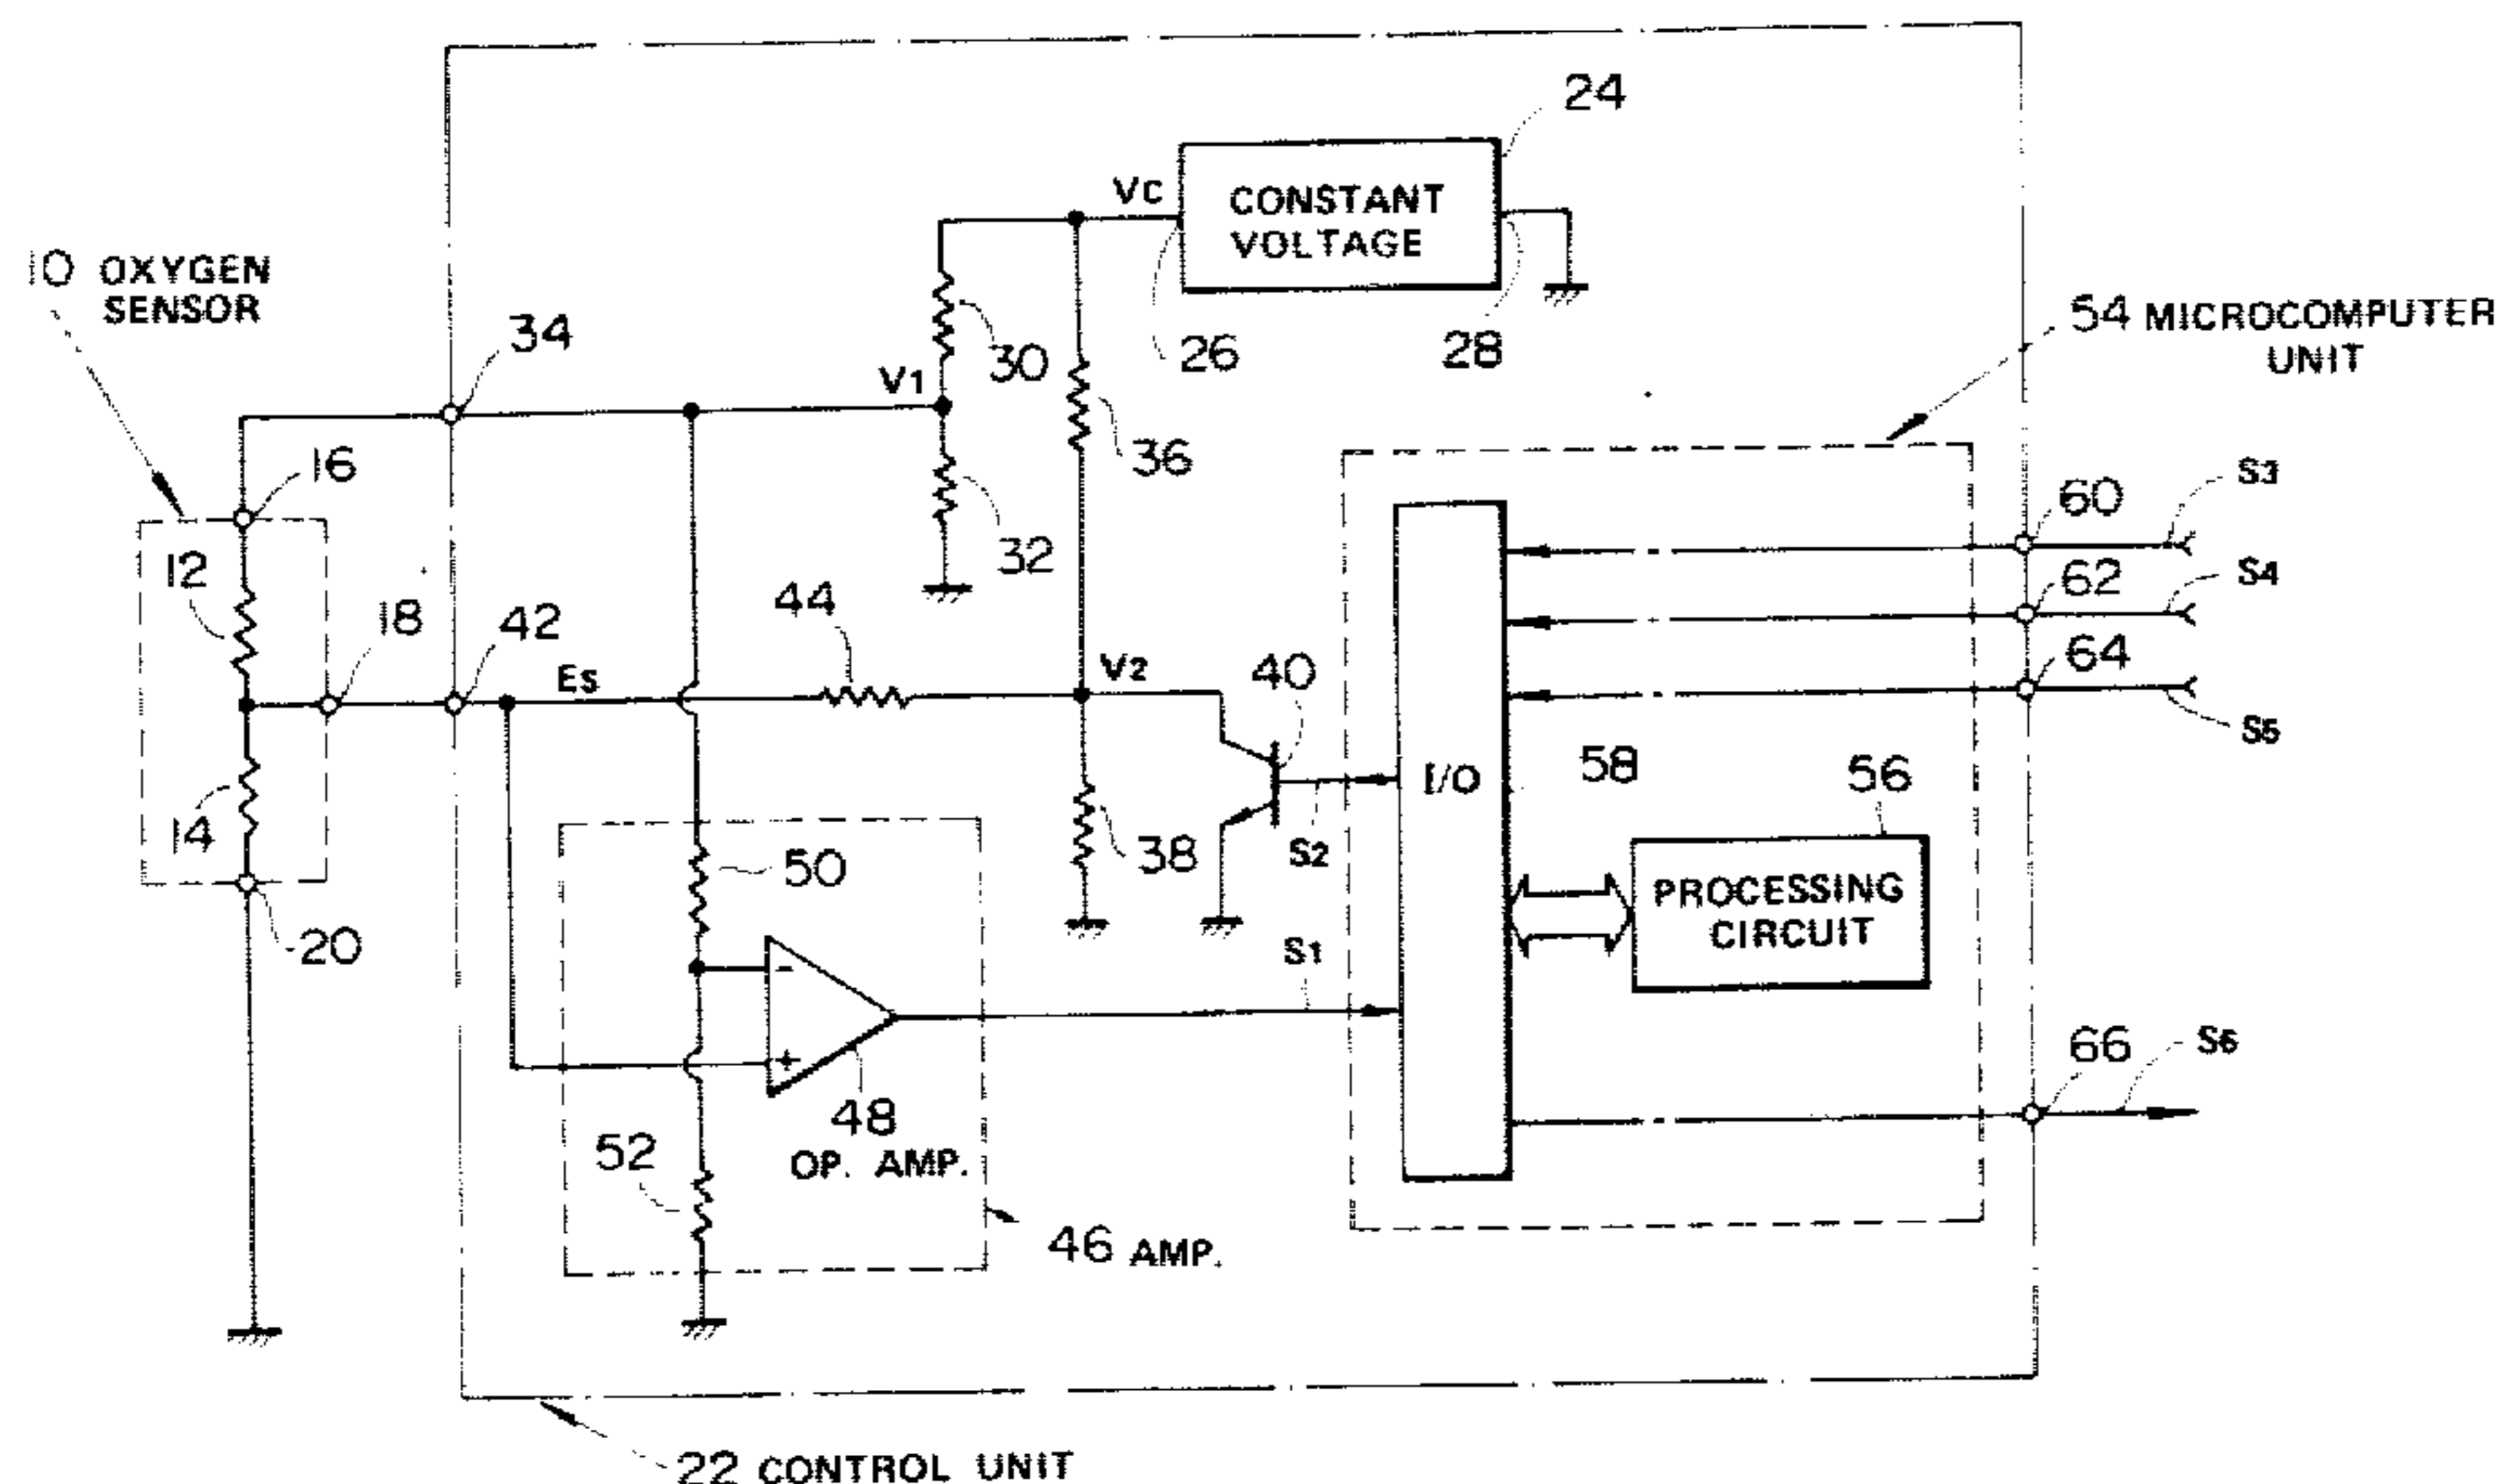 24
VC
CONSTANT
VOLTAGE
10 OXYGEN
SENSOR
34
30
26
28
54 MICROCOMPUTER
UNIT
V1
16
36
S3
60
12
32
62
S4
44
18
42
64
ES
V2
40
S5
I/O
58
56
14
50
38
S2
PROCESSING
CIRCUIT
20
-
S1
+
66
S6
48
OP. AMP.
52
46 AMP.
22 CONTROL UNIT